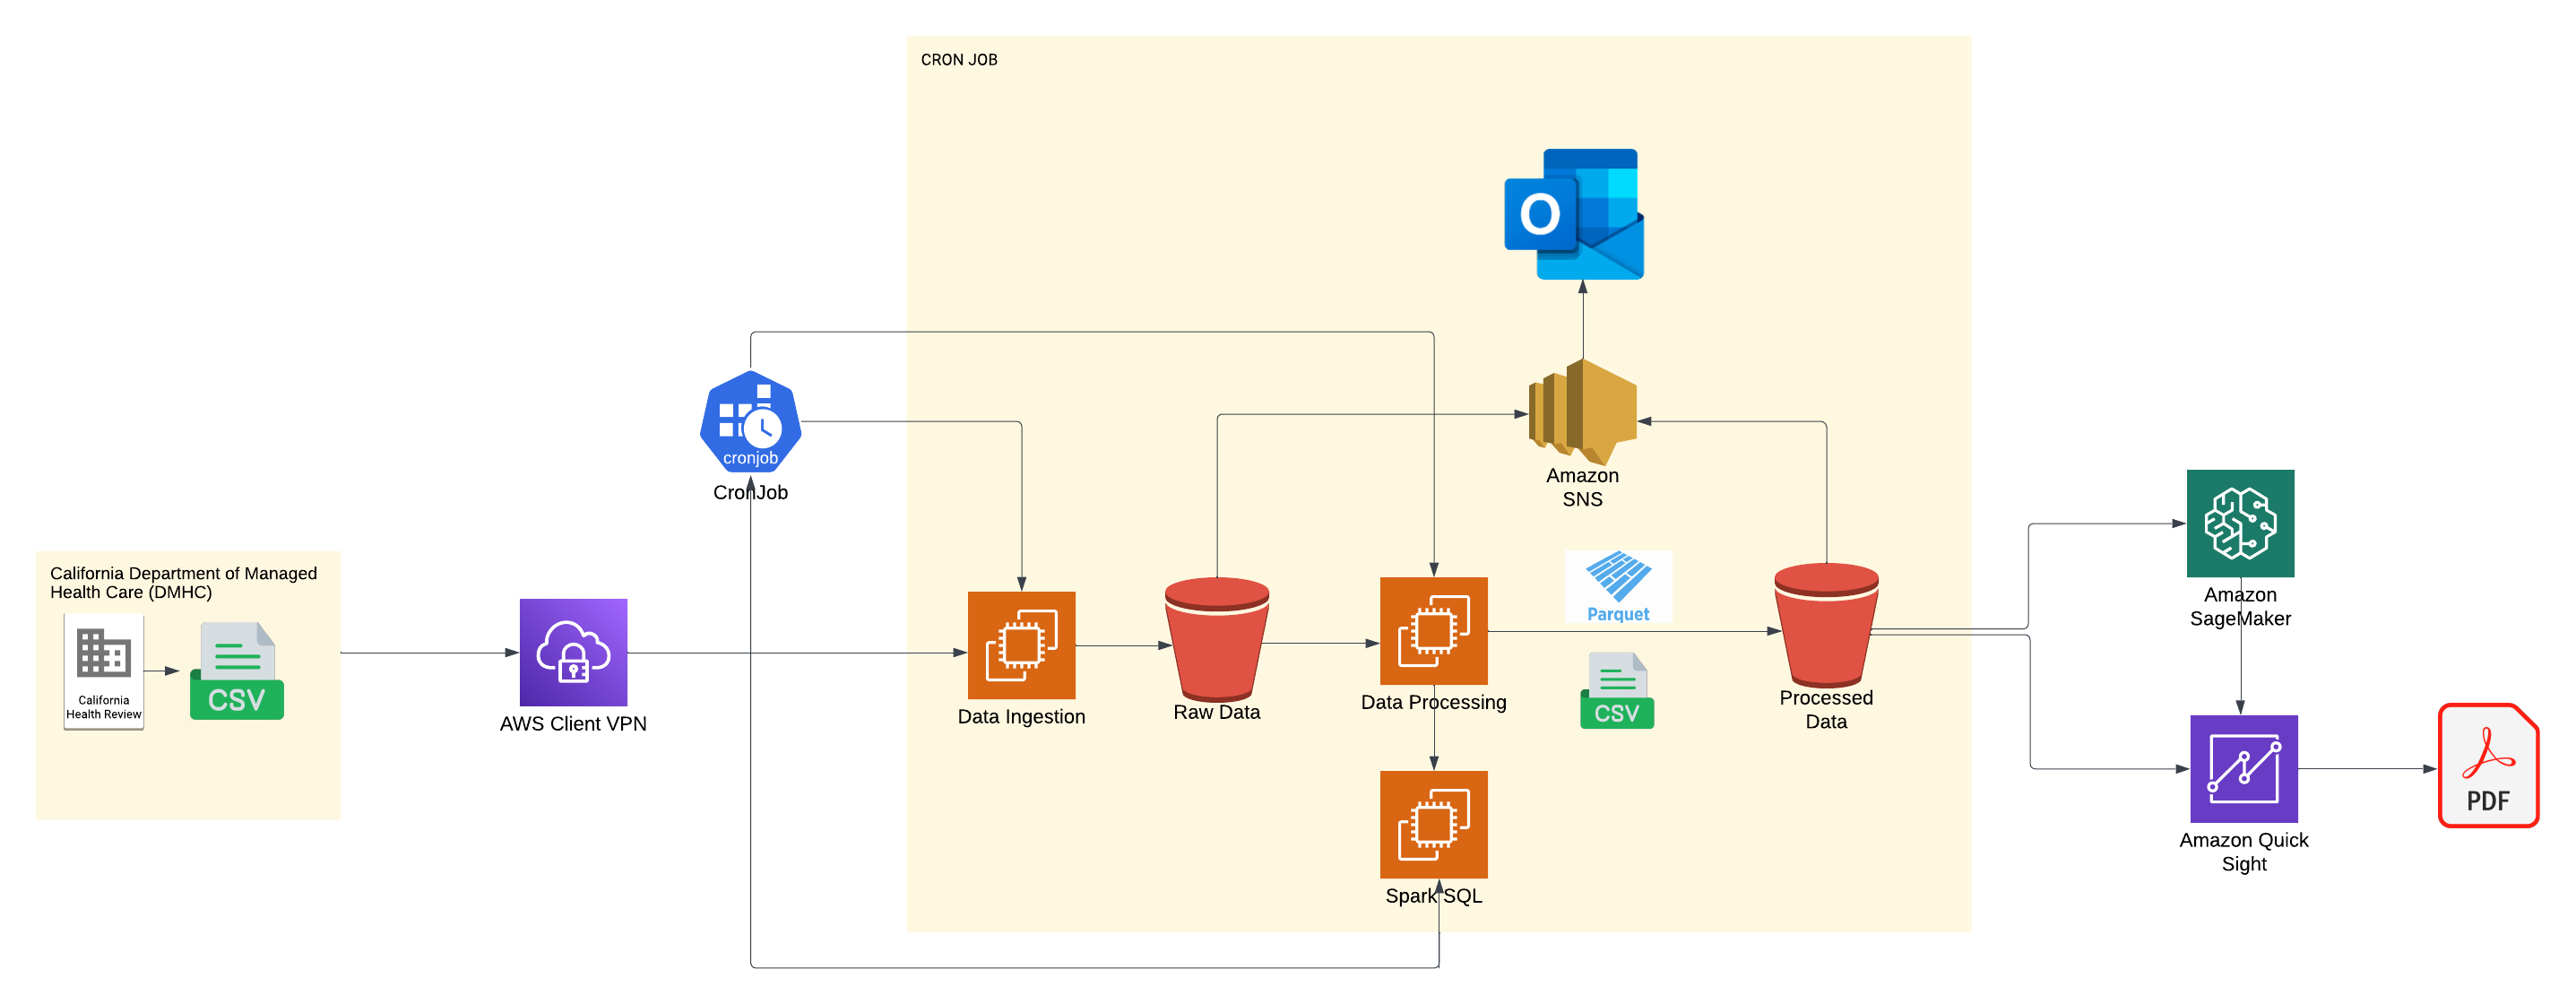 CRON JOB
O
cronjob
CronJob
Amazon
SNS
California Department of Managed
Health Care (DMHC)
California
Health Review
CSV
AWS Client VPN
Data Ingestion
Raw Data
Data Processing
Parquet
CSV
Processed
Data
Spark SQL
Amazon
SageMaker
Amazon Quick
Sight
PDF